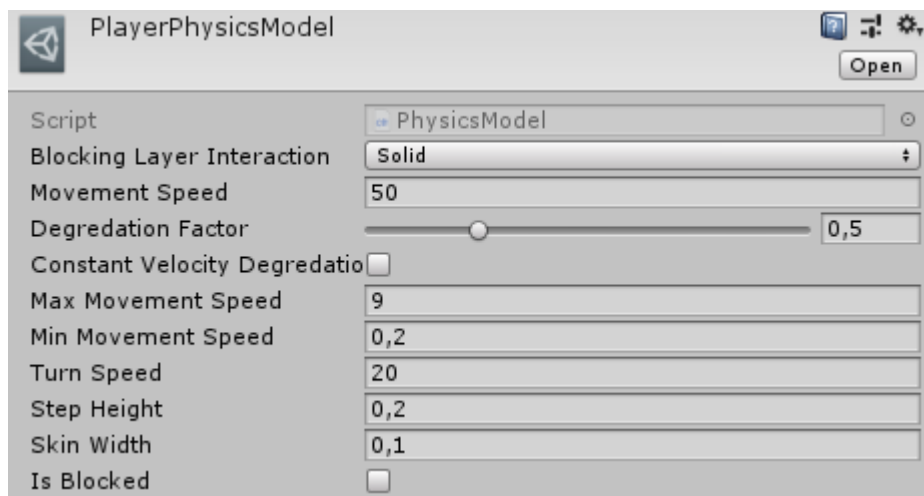 PlayerPhysicsModel
Open
Script PhysicsModel
Blocking Layer Interaction Solid
Movement Speed 50
Degredation Factor 0,5
Constant Velocity Degredatio
Max Movement Speed 9
Min Movement Speed 0,2
Turn Speed 20
Step Height 0,2
Skin Width 0,1
Is Blocked